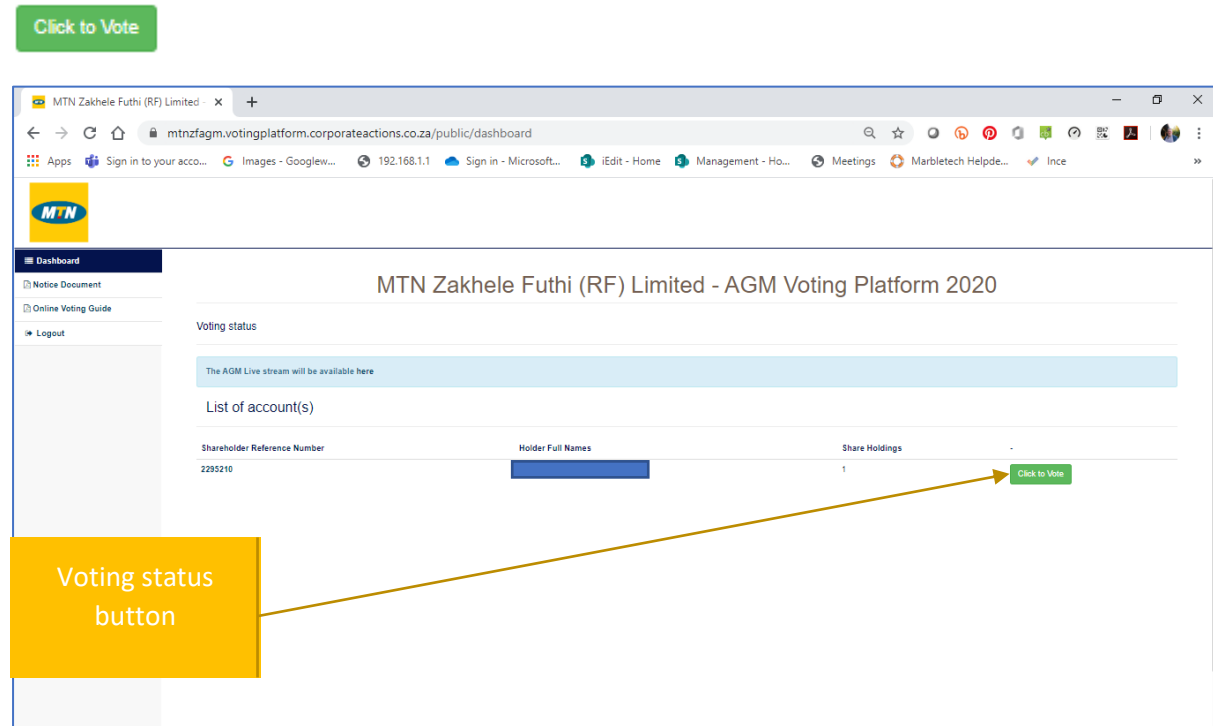 Click to Vote
MTN Zakhele Futhi (RF) Limited -
mtnzfagm.votingplatform.corporateactions.co.za/public/dashboard
Apps Sign in to your acco... Images - Googlew... 192.168.1.1 Sign in - Microsoft... iEdit - Home Management - Ho... Meetings Marbletech Helpde... Ince
MTN
Dashboard
Notice Document
Online Voting Guide
Logout
MTN Zakhele Futhi (RF) Limited - AGM Voting Platform 2020
Voting status
The AGM Live stream will be available here
List of account(s)
Shareholder Reference Number Holder Full Names Share Holdings -
2295210 1 Click to Vote
Voting status
button